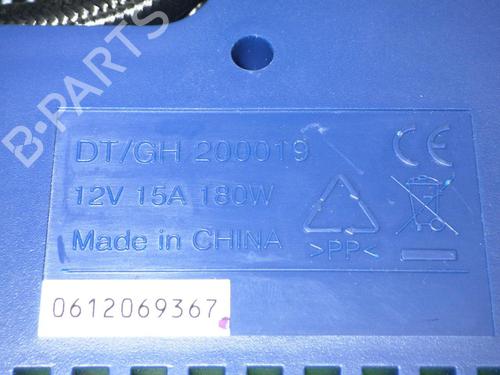 B-PARTS
DT/GH 200019
12V 15A 180W
Made in CHINA
CE
>PP<
0612069367